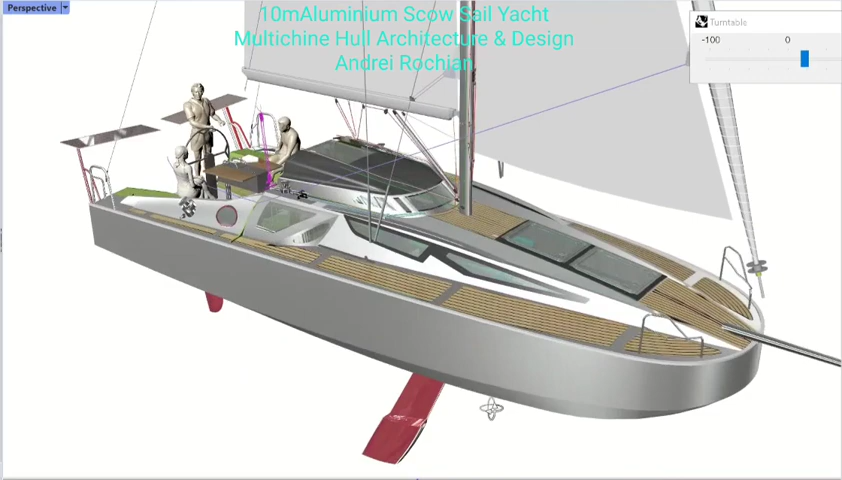 Perspective
10mAluminium Scow Sail Yacht
Multichine Hull Architecture & Design
Andrei Rochian
Turntable
-100 0